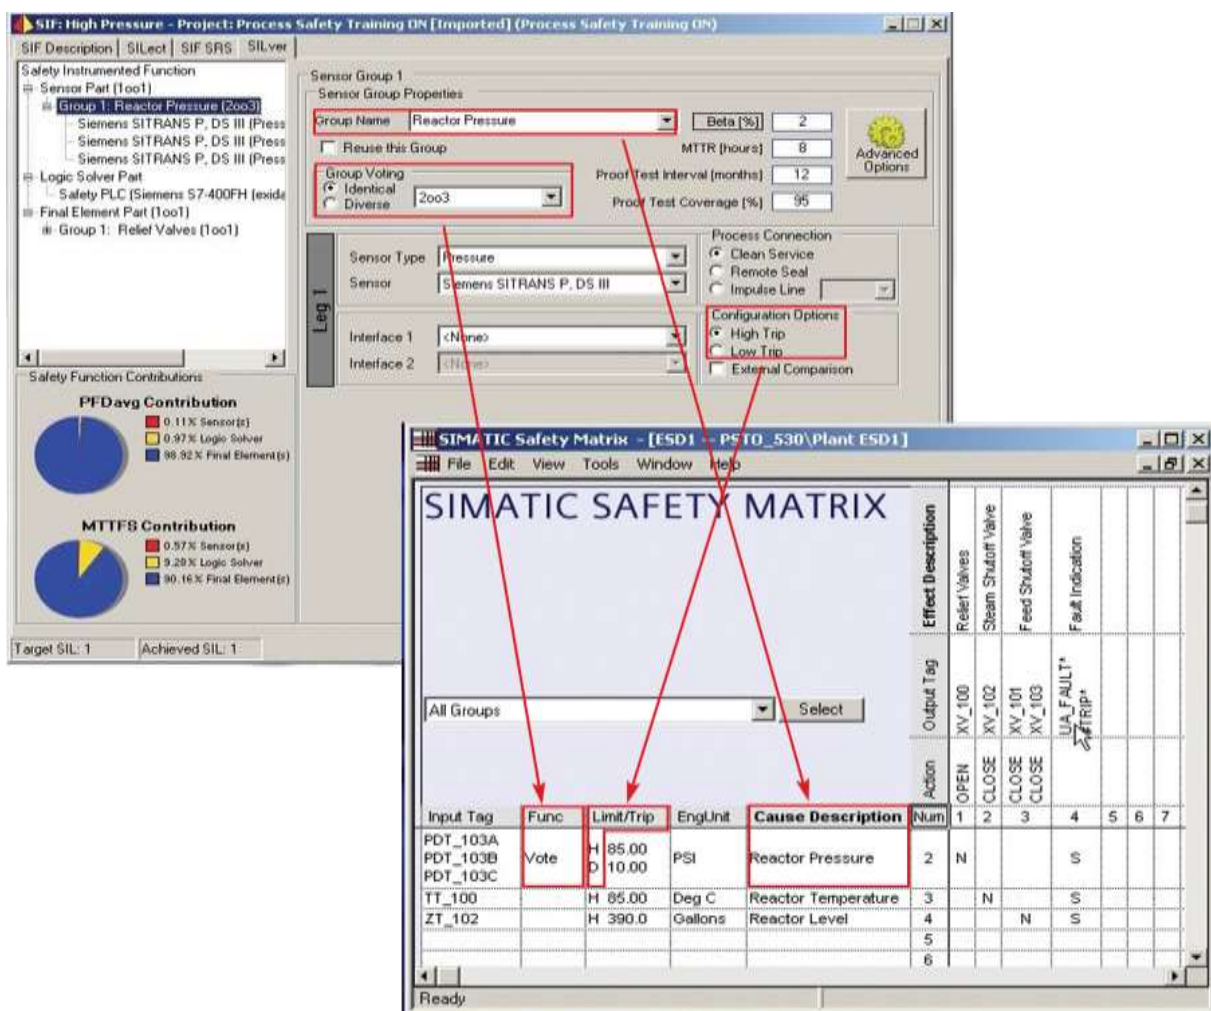 SIF: High Pressure - Project: Process Safety Training ON [Imported] (Process Safety Training ON)
SIF Description SILect SIF SRS SILver
Safety Instrumented Function
Sensor Part (1oo1)
Group 1: Reactor Pressure (2oo3)
Siemens SITRANS P, DS III (Press
Siemens SITRANS P, DS III (Press
Siemens SITRANS P, DS III (Press
Logic Solver Part
Safety PLC (Siemens S7-400FH (exida
Final Element Part (1oo1)
Group 1: Relief Valves (1oo1)
Safety Function Contributions
PFDavg Contribution
0.11% Sensor(s)
0.97% Logic Solver
98.92% Final Element(s)
MTTFS Contribution
0.57% Sensor(s)
9.28% Logic Solver
90.16% Final Element(s)
Target SIL: 1 Achieved SIL: 1
Sensor Group 1
Sensor Group Properties
Group Name Reactor Pressure
Reuse this Group
Group Voting
Identical
Diverse
2oo3
Beta [%] 2
MTTR [hours] 8
Proof Test Interval [months] 12
Proof Test Coverage [%] 95
Advanced
Options
Leg 1
Sensor Type Pressure
Sensor Siemens SITRANS P, DS III
Interface 1 <None>
Interface 2 <None>
Process Connection
Clean Service
Remote Seal
Impulse Line
Configuration Options
High Trip
Low Trip
External Comparison
SIMATIC Safety Matrix - [ESD1 -- PSTO_530\Plant ESD1]
File Edit View Tools Window Help
SIMATIC SAFETY MATRIX
All Groups Select
Effect Description Relief Valves Steam Shutoff Valve Feed Shutoff Valve Fault Indication
Output Tag XV_100 XV_102 XV_101 XV_103 UA_FAULT* TRIP*
Action OPEN CLOSE CLOSE CLOSE
Input Tag Func Limit/Trip EngUnit Cause Description Num 1 2 3 4 5 6 7
PDT_103A
PDT_103B
PDT_103C
Vote
H 85.00
D 10.00
PSI Reactor Pressure 2 N S
TT_100 H 85.00 Deg C Reactor Temperature 3 N S
ZT_102 H 390.0 Gallons Reactor Level 4 N S
5
6
Ready